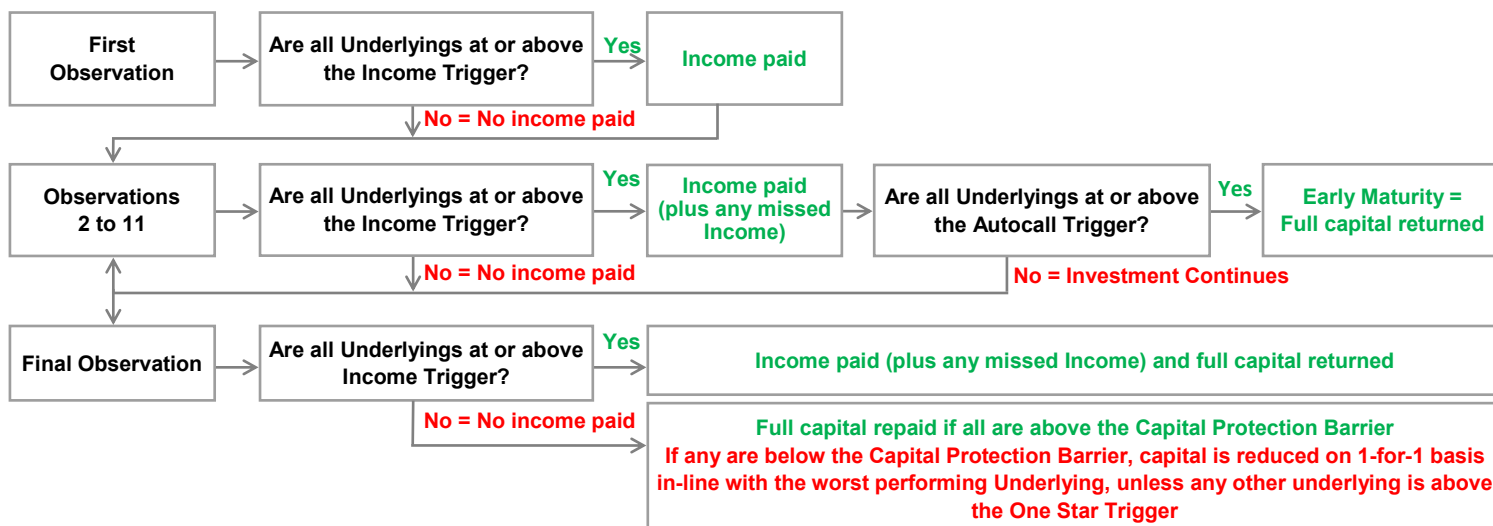 First
Observation
Are all Underlyings at or above
the Income Trigger?
Yes
Income paid
No = No income paid
Observations
2 to 11
Are all Underlyings at or above
the Income Trigger?
Yes
Income paid
(plus any missed
Income)
Are all Underlyings at or above
the Autocall Trigger?
Yes
Early Maturity =
Full capital returned
No = No income paid
No = Investment Continues
Final Observation
Are all Underlyings at or above
Income Trigger?
Yes
Income paid (plus any missed Income) and full capital returned
No = No income paid
Full capital repaid if all are above the Capital Protection Barrier
If any are below the Capital Protection Barrier, capital is reduced on 1-for-1 basis
in-line with the worst performing Underlying, unless any other underlying is above
the One Star Trigger